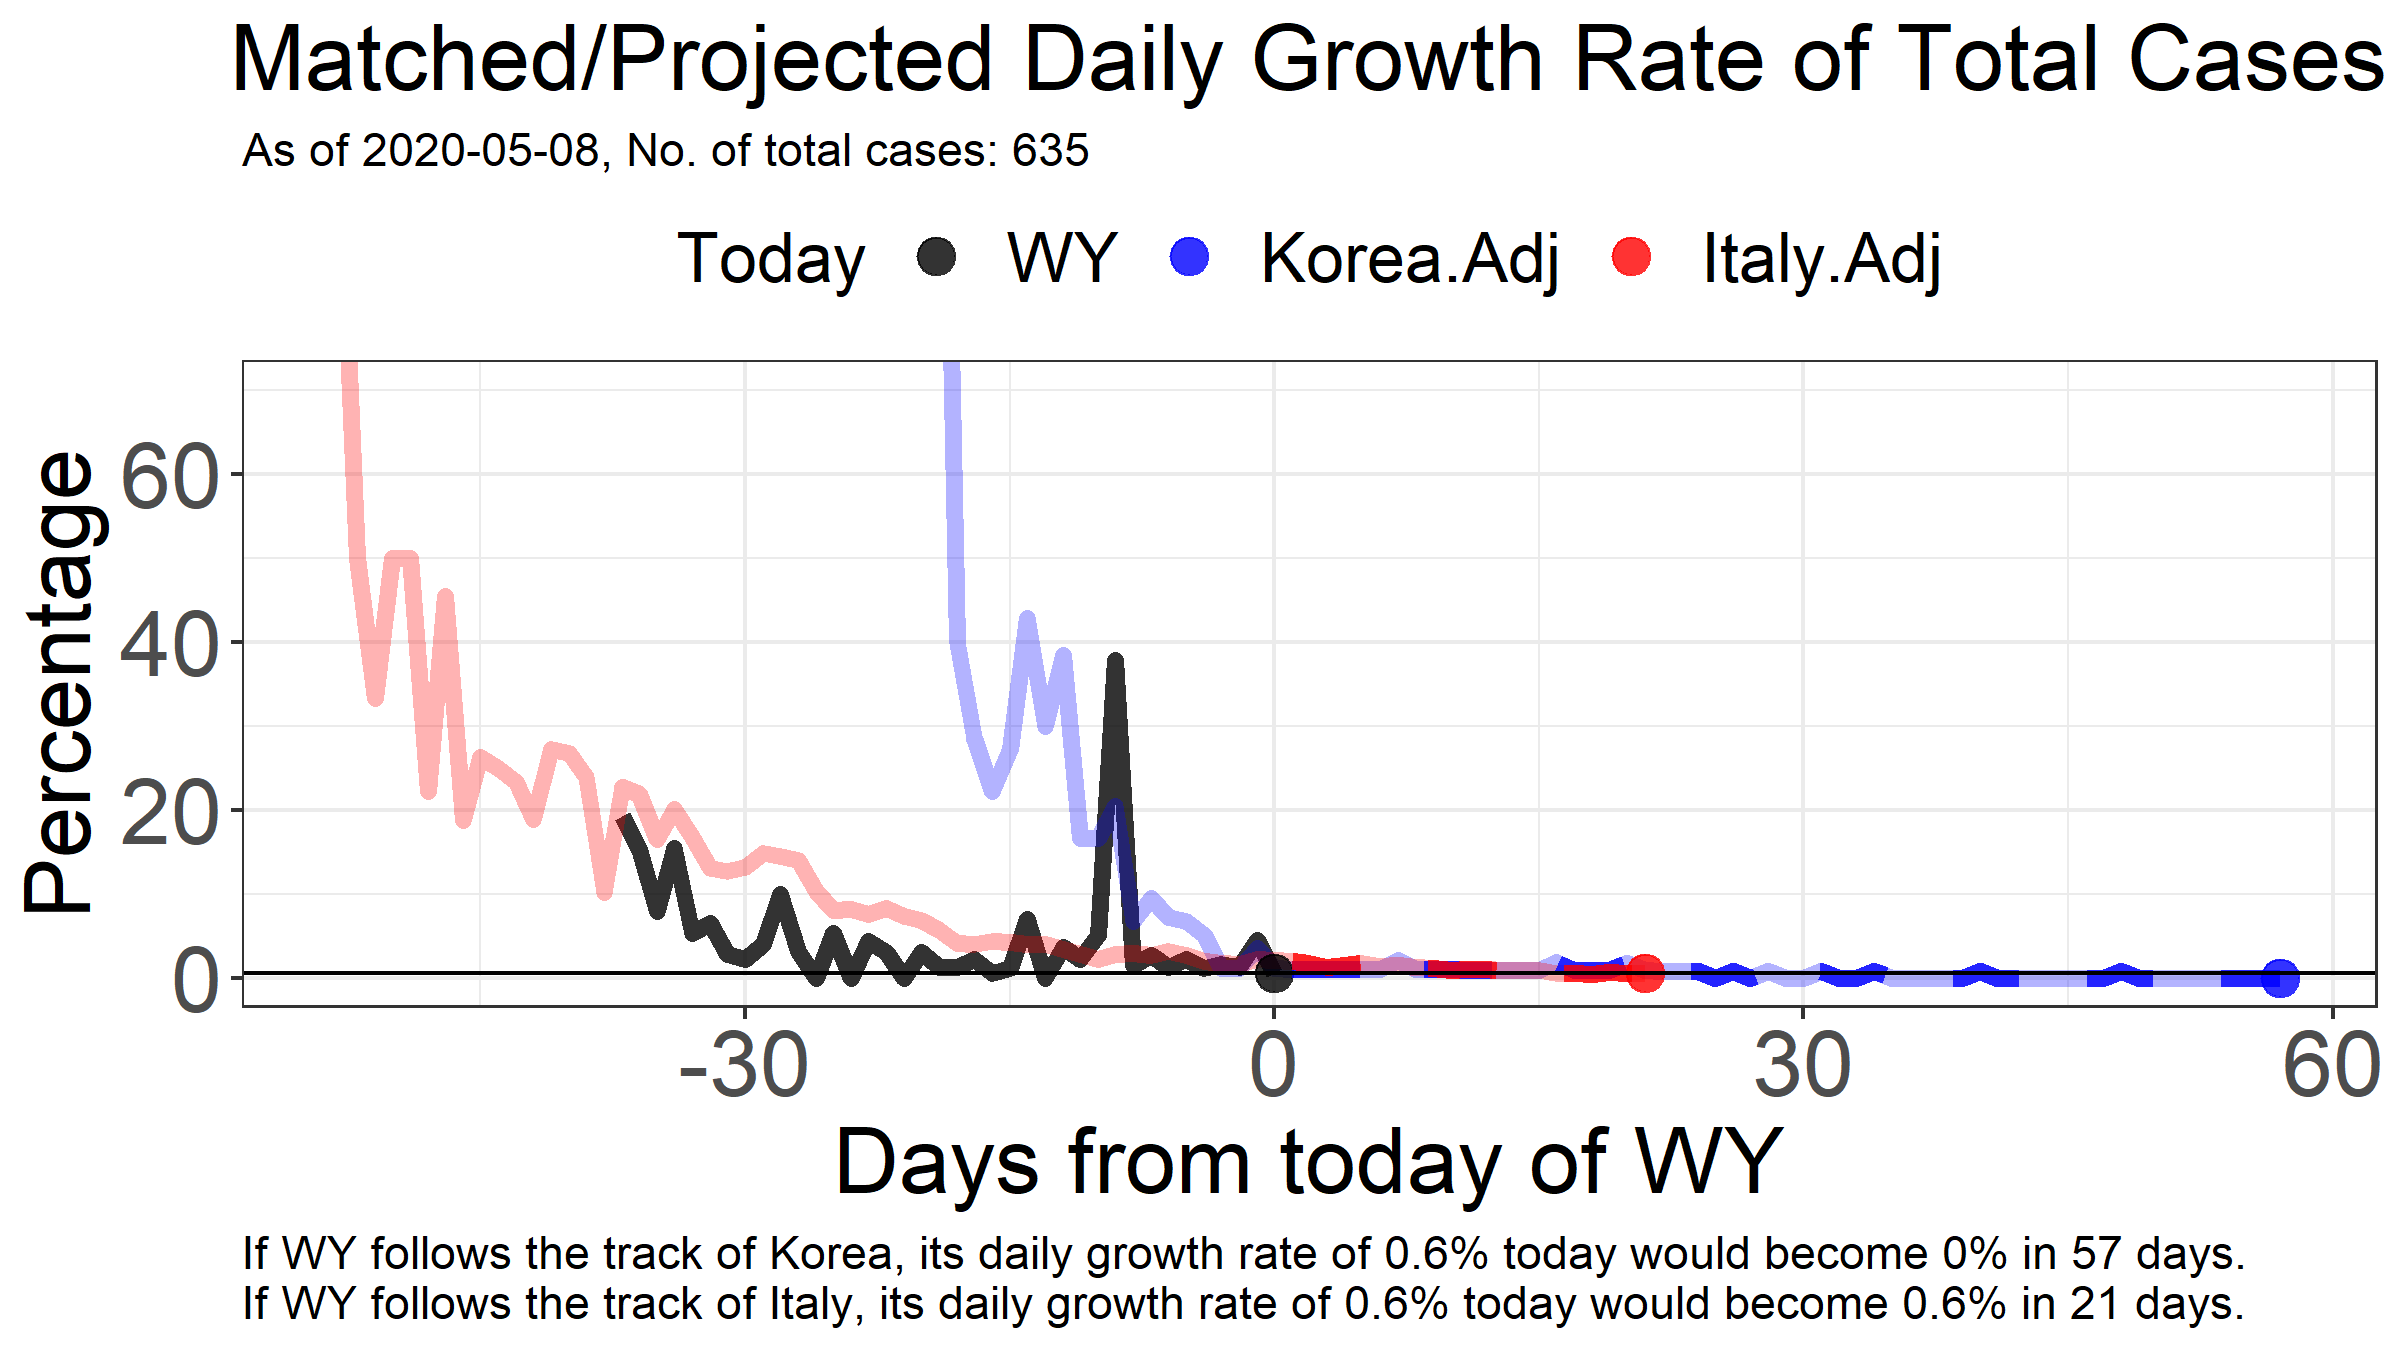 Matched/Projected Daily Growth Rate of Total Cases
As of 2020-05-08, No. of total cases: 635
Today WY Korea.Adj Italy.Adj
Percentage
60
40
20
0
-30 0 30 60
Days from today of WY
If WY follows the track of Korea, its daily growth rate of 0.6% today would become 0% in 57 days.
If WY follows the track of Italy, its daily growth rate of 0.6% today would become 0.6% in 21 days.